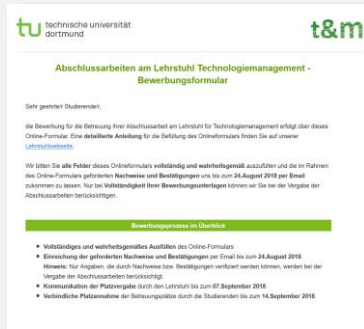 technische universität
dortmund
t&m
Abschlussarbeiten am Lehrstuhl Technologiemanagement -
Bewerbungsformular
Sehr geehrte/r Studierende/r,
die Bewerbung für die Betreuung Ihrer Abschlussarbeit am Lehrstuhl für Technologiemanagement erfolgt über dieses
Online-Formular. Eine detaillierte Anleitung für die Befüllung des Onlineformulars finden Sie auf unserer
Lehrstuhlwebseite.
Wir bitten Sie alle Felder dieses Onlineformulars vollständig und wahrheitsgemäß auszufüllen und die im Rahmen
des Online-Formulars geforderten Nachweise und Bestätigungen uns bis zum 24.August 2018 per Email
zukommen zu lassen. Nur bei Vollständigkeit Ihrer Bewerbungsunterlagen können wir Sie bei der Vergabe der
Abschlussarbeiten berücksichtigen.
Bewerbungsprozess im Überblick
Vollständiges und wahrheitsgemäßes Ausfüllen des Online-Formulars
Einreichung der geforderten Nachweise und Bestätigungen per Email bis zum 24.August 2018.
Hinweis: Nur Angaben, die durch Nachweise bzw. Bestätigungen verifiziert werden können, werden bei der
Vergabe der Abschlussarbeiten berücksichtigt.
Kommunikation der Platzvergabe durch den Lehrstuhl bis zum 07.September 2018.
Verbindliche Platzannahme der Betreuungsplätze durch die Studierenden bis zum 14.September 2018.